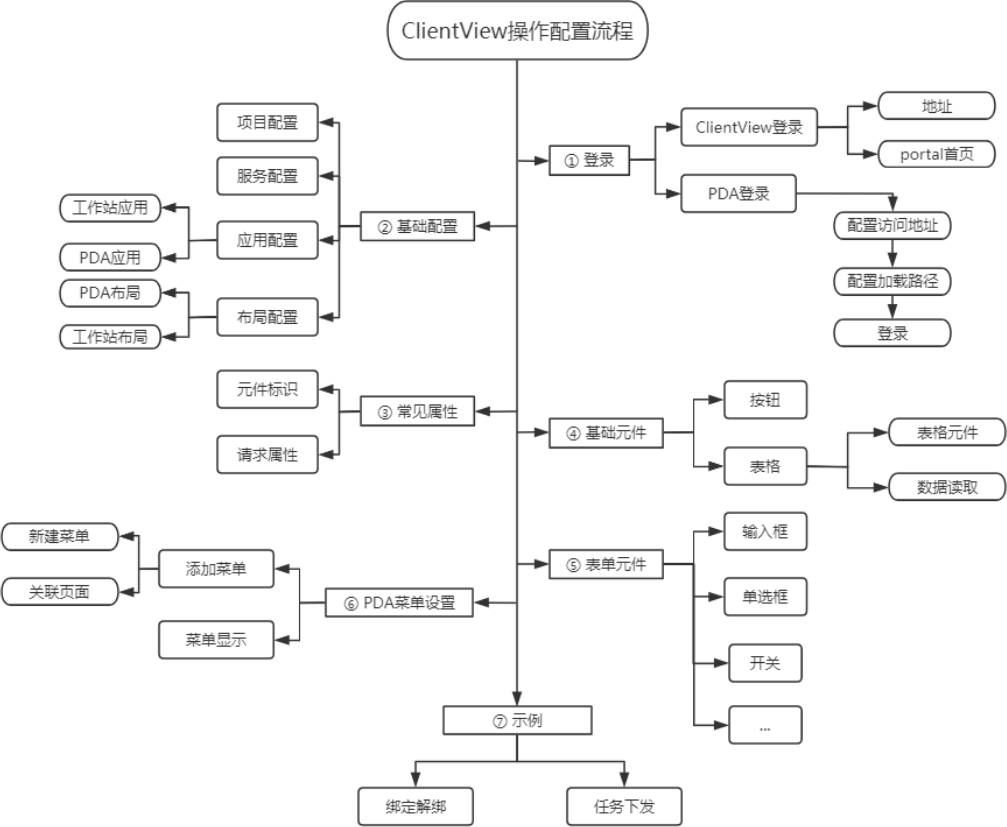 ClientView操作配置流程
① 登录
ClientView登录
地址
portal首页
PDA登录
配置访问地址
配置加载路径
登录
② 基础配置
项目配置
服务配置
应用配置
工作站应用
PDA应用
布局配置
PDA布局
工作站布局
③ 常见属性
元件标识
请求属性
④ 基础元件
按钮
表格
表格元件
数据读取
⑤ 表单元件
输入框
单选框
开关
...
⑥ PDA菜单设置
添加菜单
新建菜单
关联页面
菜单显示
⑦ 示例
绑定解绑
任务下发